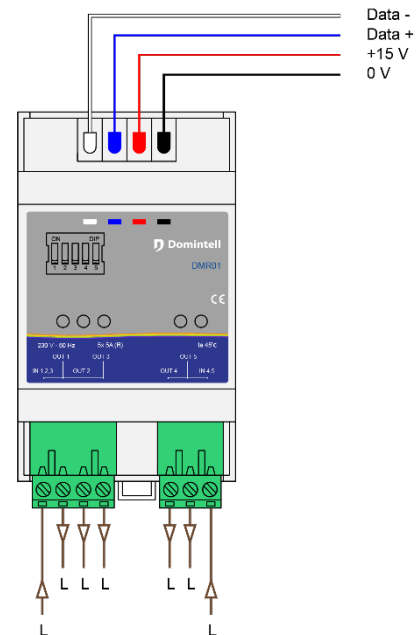 Data -
Data +
+15 V
0 V
ON DIP
1 2 3 4 5
Domintell
DMR01
CE
230 V - 60 Hz 5x 5A (R) ta 45°c
OUT 1 OUT 3 OUT 5
IN 1,2,3 OUT 2 OUT 4 IN 4,5
L L L L L
L L